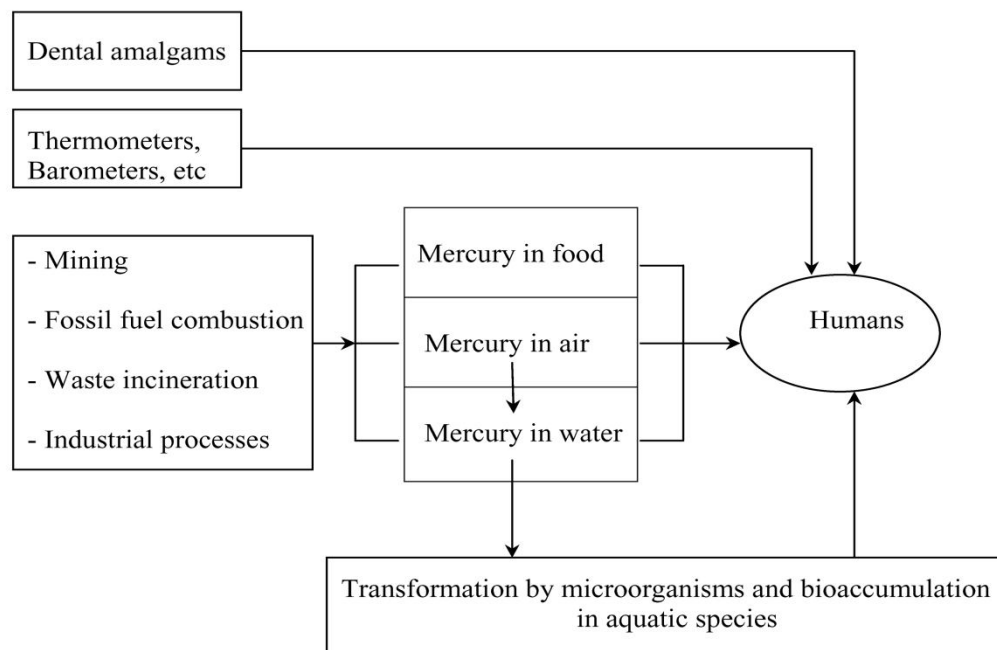 Dental amalgams
Thermometers,
Barometers, etc
- Mining
- Fossil fuel combustion
- Waste incineration
- Industrial processes
Mercury in food
Mercury in air
Mercury in water
Humans
Transformation by microorganisms and bioaccumulation
in aquatic species